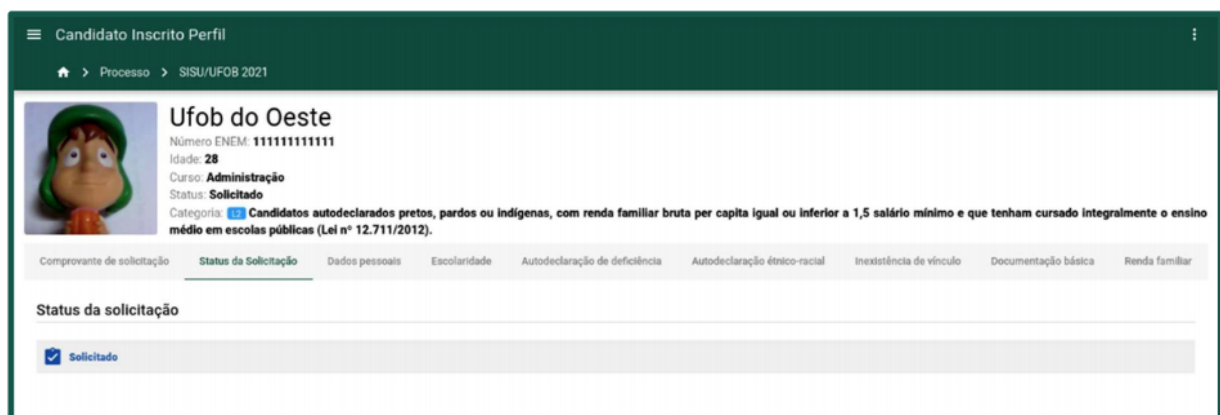 Candidato Inscrito Perfil
Processo > SISU/UFOB 2021
Ufob do Oeste
Número ENEM: 111111111111
Idade: 28
Curso: Administração
Status: Solicitado
Categoria: L2 Candidatos autodeclarados pretos, pardos ou indígenas, com renda familiar bruta per capita igual ou inferior a 1,5 salário mínimo e que tenham cursado integralmente o ensino
médio em escolas públicas (Lei nº 12.711/2012).
Comprovante de solicitação Status da Solicitação Dados pessoais Escolaridade Autodeclaração de deficiência Autodeclaração étnico-racial Inexistência de vínculo Documentação básica Renda familiar
Status da solicitação
Solicitado